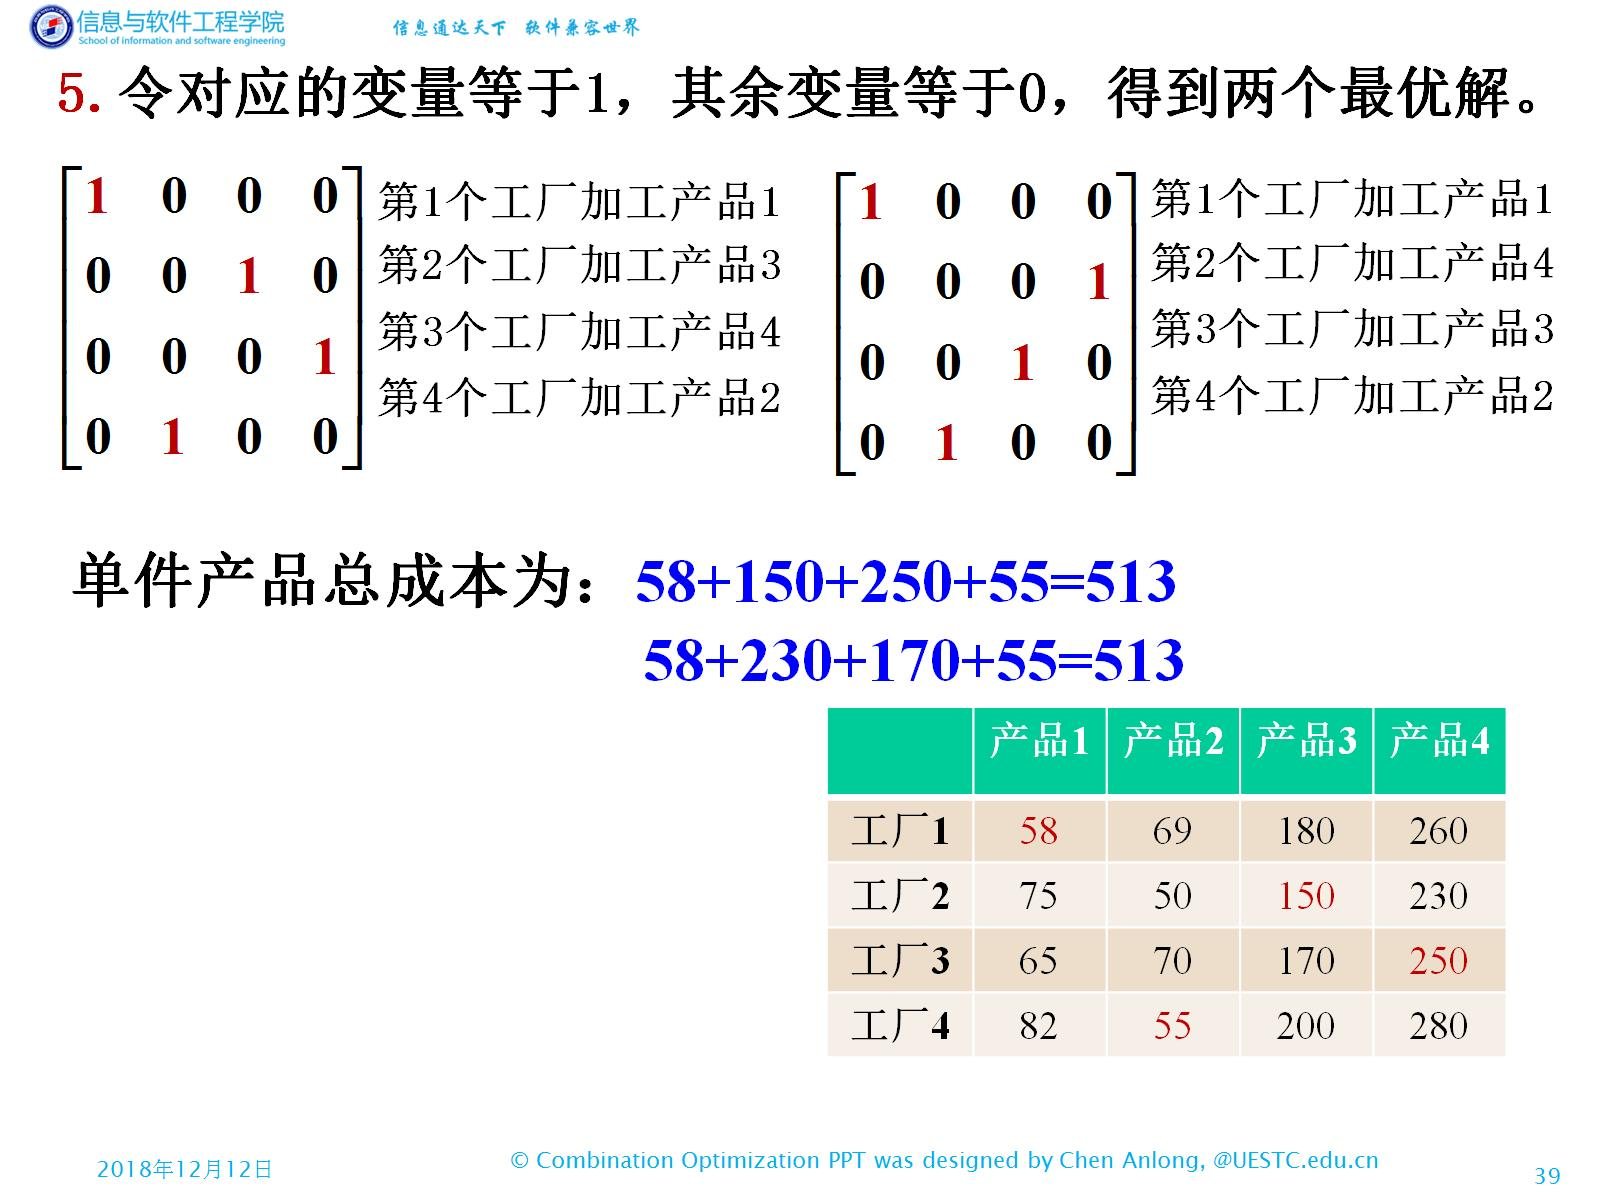 信息与软件工程学院
School of information and software engineering
信息通达天下 软件兼容世界
5. 令对应的变量等于1，其余变量等于0，得到两个最优解。
1 0 0 0
0 0 1 0
0 0 0 1
0 1 0 0
第1个工厂加工产品1
第2个工厂加工产品3
第3个工厂加工产品4
第4个工厂加工产品2
1 0 0 0
0 0 0 1
0 0 1 0
0 1 0 0
第1个工厂加工产品1
第2个工厂加工产品4
第3个工厂加工产品3
第4个工厂加工产品2
单件产品总成本为：58+150+250+55=513
58+230+170+55=513
产品1 产品2 产品3 产品4
工厂1 58 69 180 260
工厂2 75 50 150 230
工厂3 65 70 170 250
工厂4 82 55 200 280
2018年12月12日
© Combination Optimization PPT was designed by Chen Anlong, @UESTC.edu.cn
39